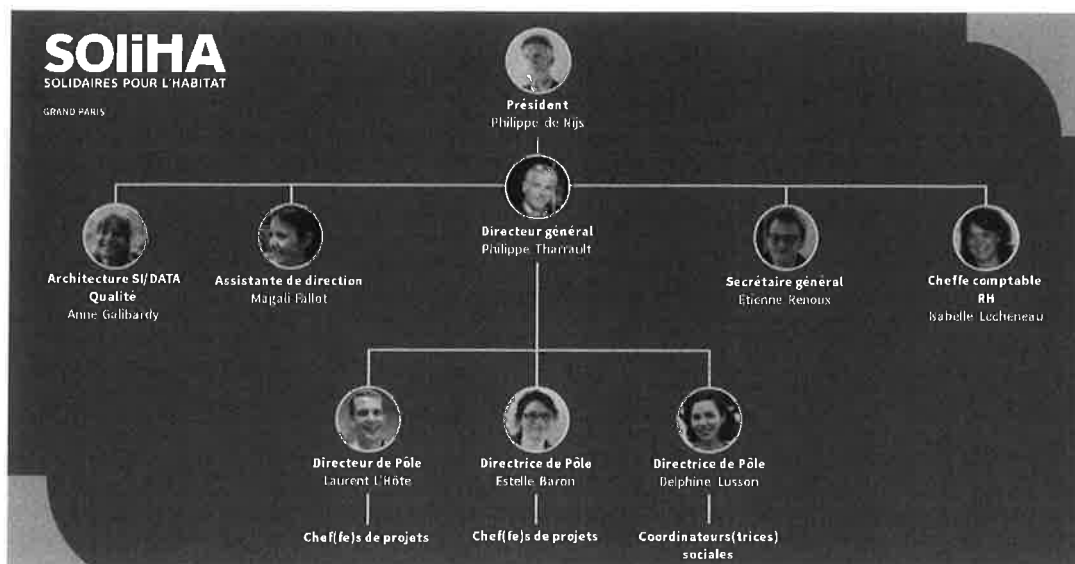 SOliHA
SOLIDAIRES POUR L'HABITAT
GRAND PARIS
Président
Philippe de Nijs
Directeur général
Philippe Tharrault
Architecture SI/DATA
Qualité
Anne Galibardy
Assistante de direction
Magali Fallot
Secrétaire général
Etienne Renoux
Cheffe comptable
RH
Isabelle Lecheneau
Directeur de Pôle
Laurent L'Hôte
Directrice de Pôle
Estelle Baron
Directrice de Pôle
Delphine Lusson
Chef(fe)s de projets
Chef(fe)s de projets
Coordinateurs(trices)
sociales